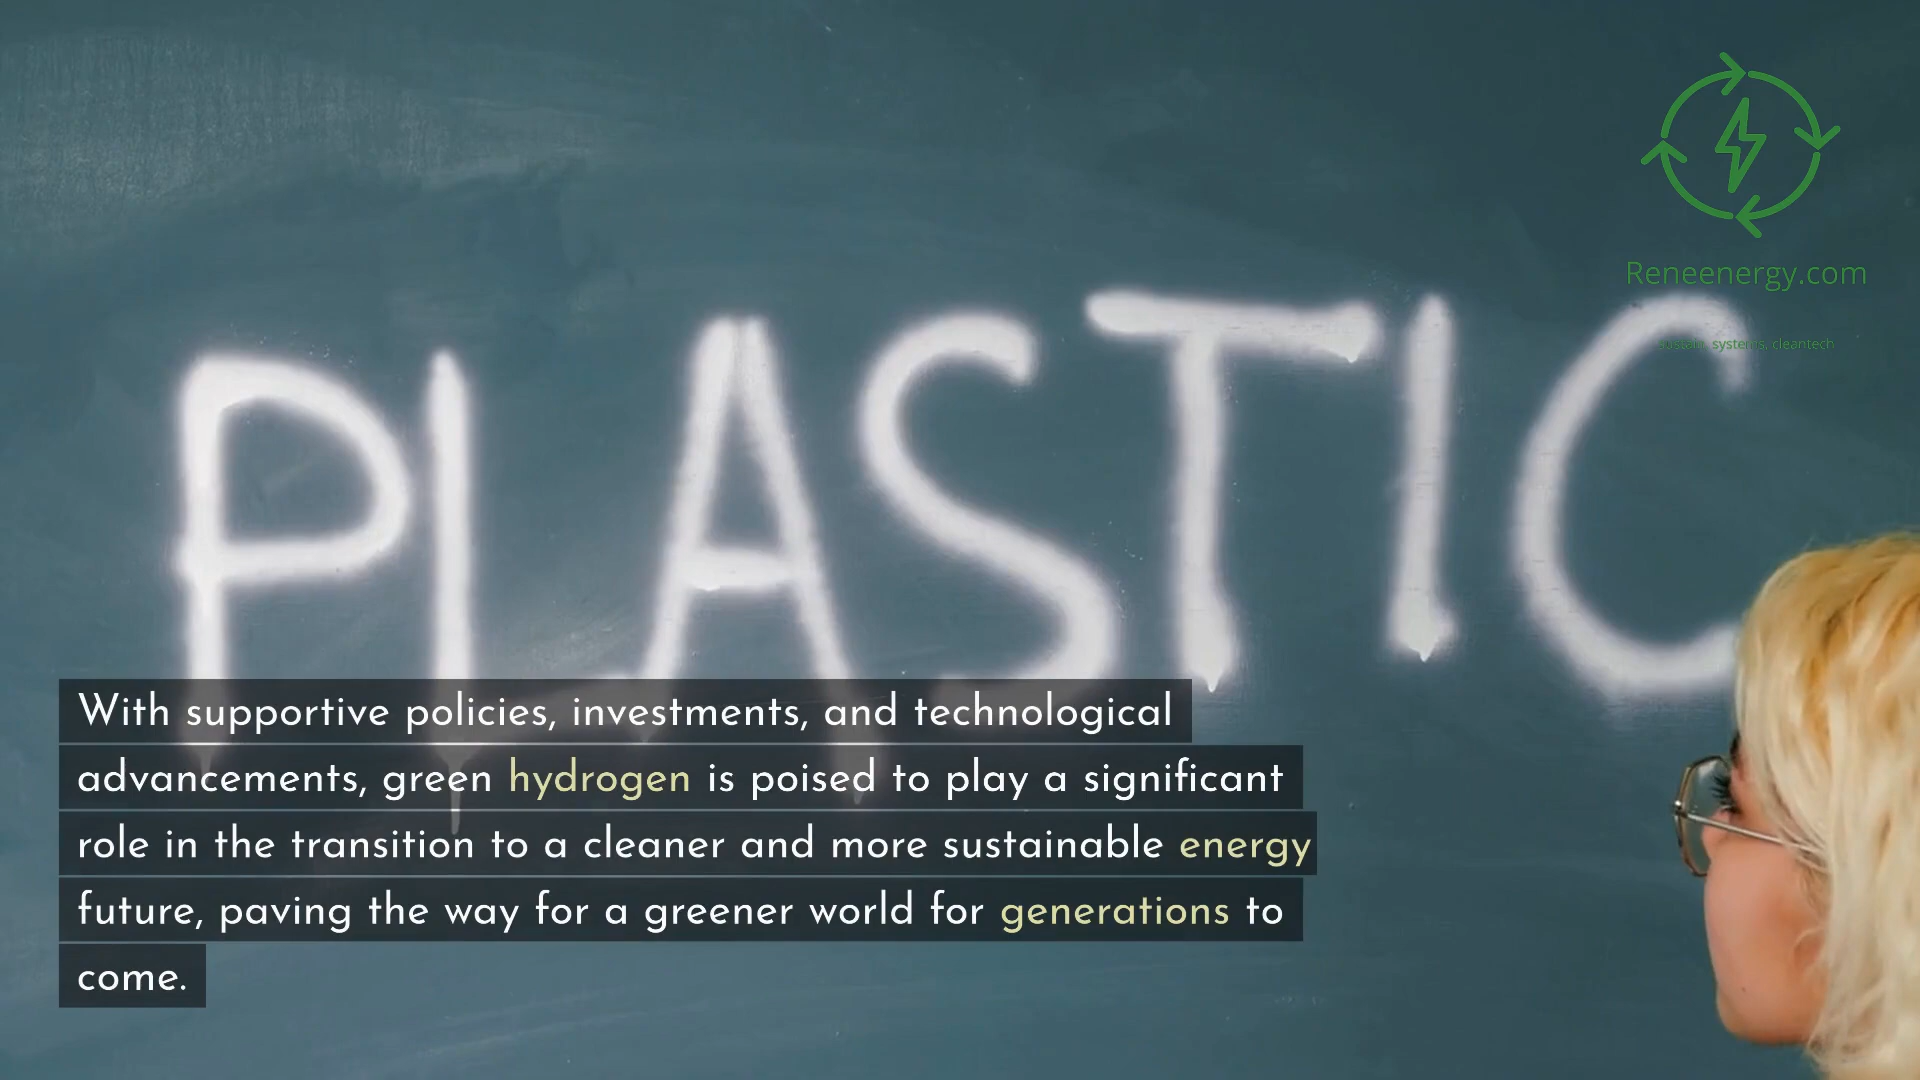 Reneenergy.com
systems, cleantech
PLASTIC
With supportive policies, investments, and technological
advancements, green hydrogen is poised to play a significant
role in the transition to a cleaner and more sustainable energy
future, paving the way for a greener world for generations to
come.